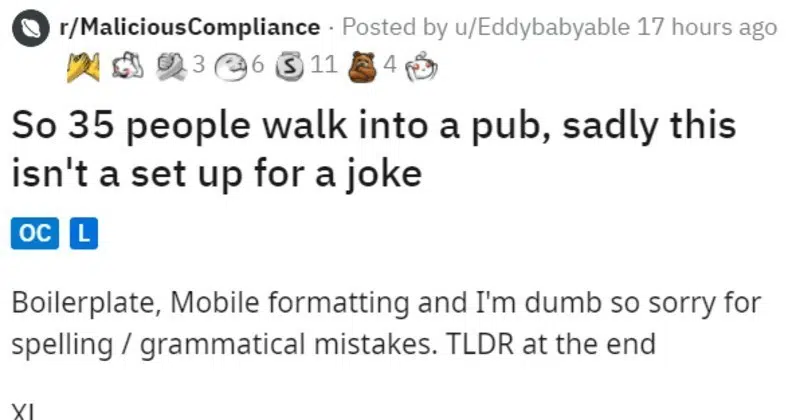 r/MaliciousCompliance · Posted by u/Eddybabyable 17 hours ago
3 6 S 11 4
So 35 people walk into a pub, sadly this
isn't a set up for a joke
OC L
Boilerplate, Mobile formatting and I'm dumb so sorry for
spelling / grammatical mistakes. TLDR at the end